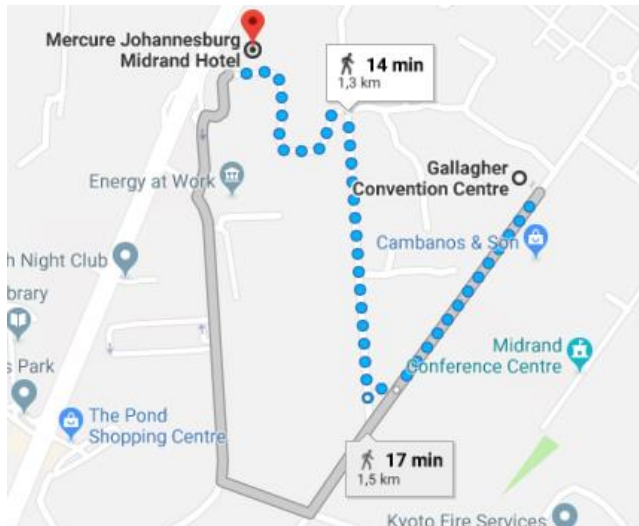 Mercure Johannesburg
Midrand Hotel
14 min
1,3 km
Gallagher
Convention Centre
Energy at Work
Cambanos & Son
Night Club
Midrand
Conference Centre
Park
The Pond
Shopping Centre
17 min
1,5 km
Kyoto Fire Services